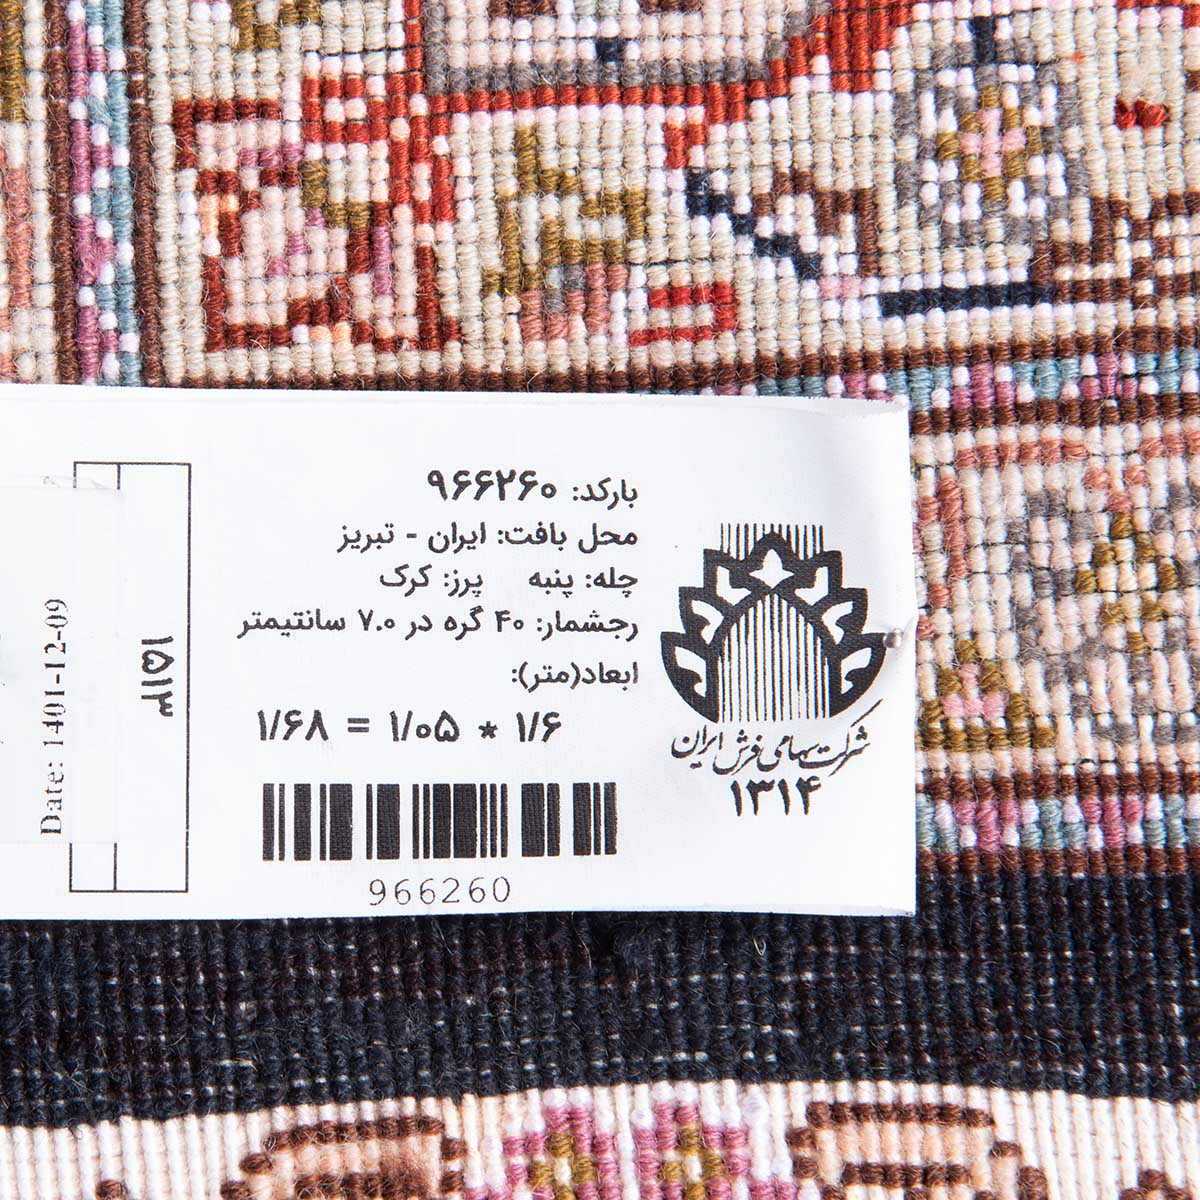 بارکد: ۹۶۶۲۶۰
محل بافت: ایران - تبریز
چله: پنبه پرز: کرک
رجشمار: ۴۰ گره در ۷.۰ سانتیمتر
ابعاد(متر):
۱/۶ * ۱/۰۵ = ۱/۶۸
966260
شرکت سهامی فرش ایران
۱۳۱۴
۱۵۱۳
Date: 1401-12-09